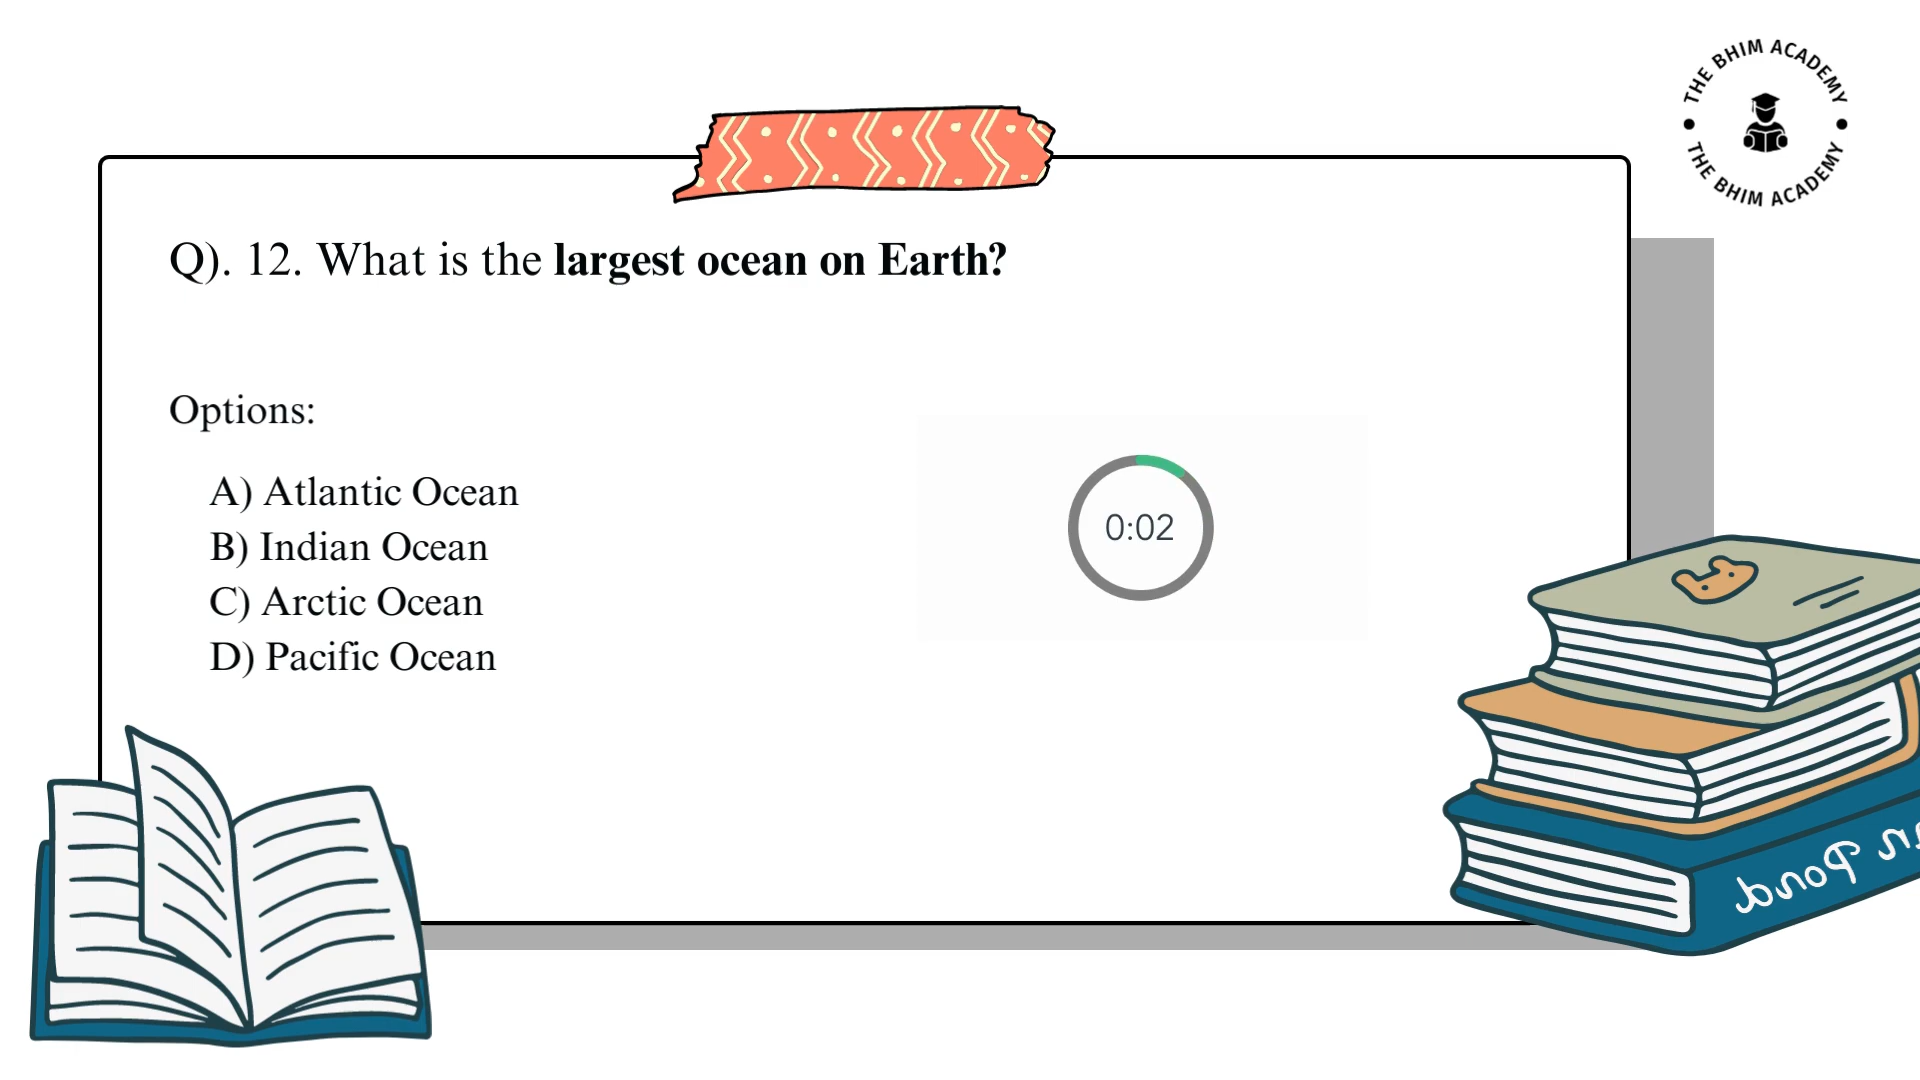 THE BHIM ACADEMY
THE BHIM ACADEMY
Q). 12. What is the largest ocean on Earth?
Options:
A) Atlantic Ocean
B) Indian Ocean
0:02
C) Arctic Ocean
D) Pacific Ocean
Pond